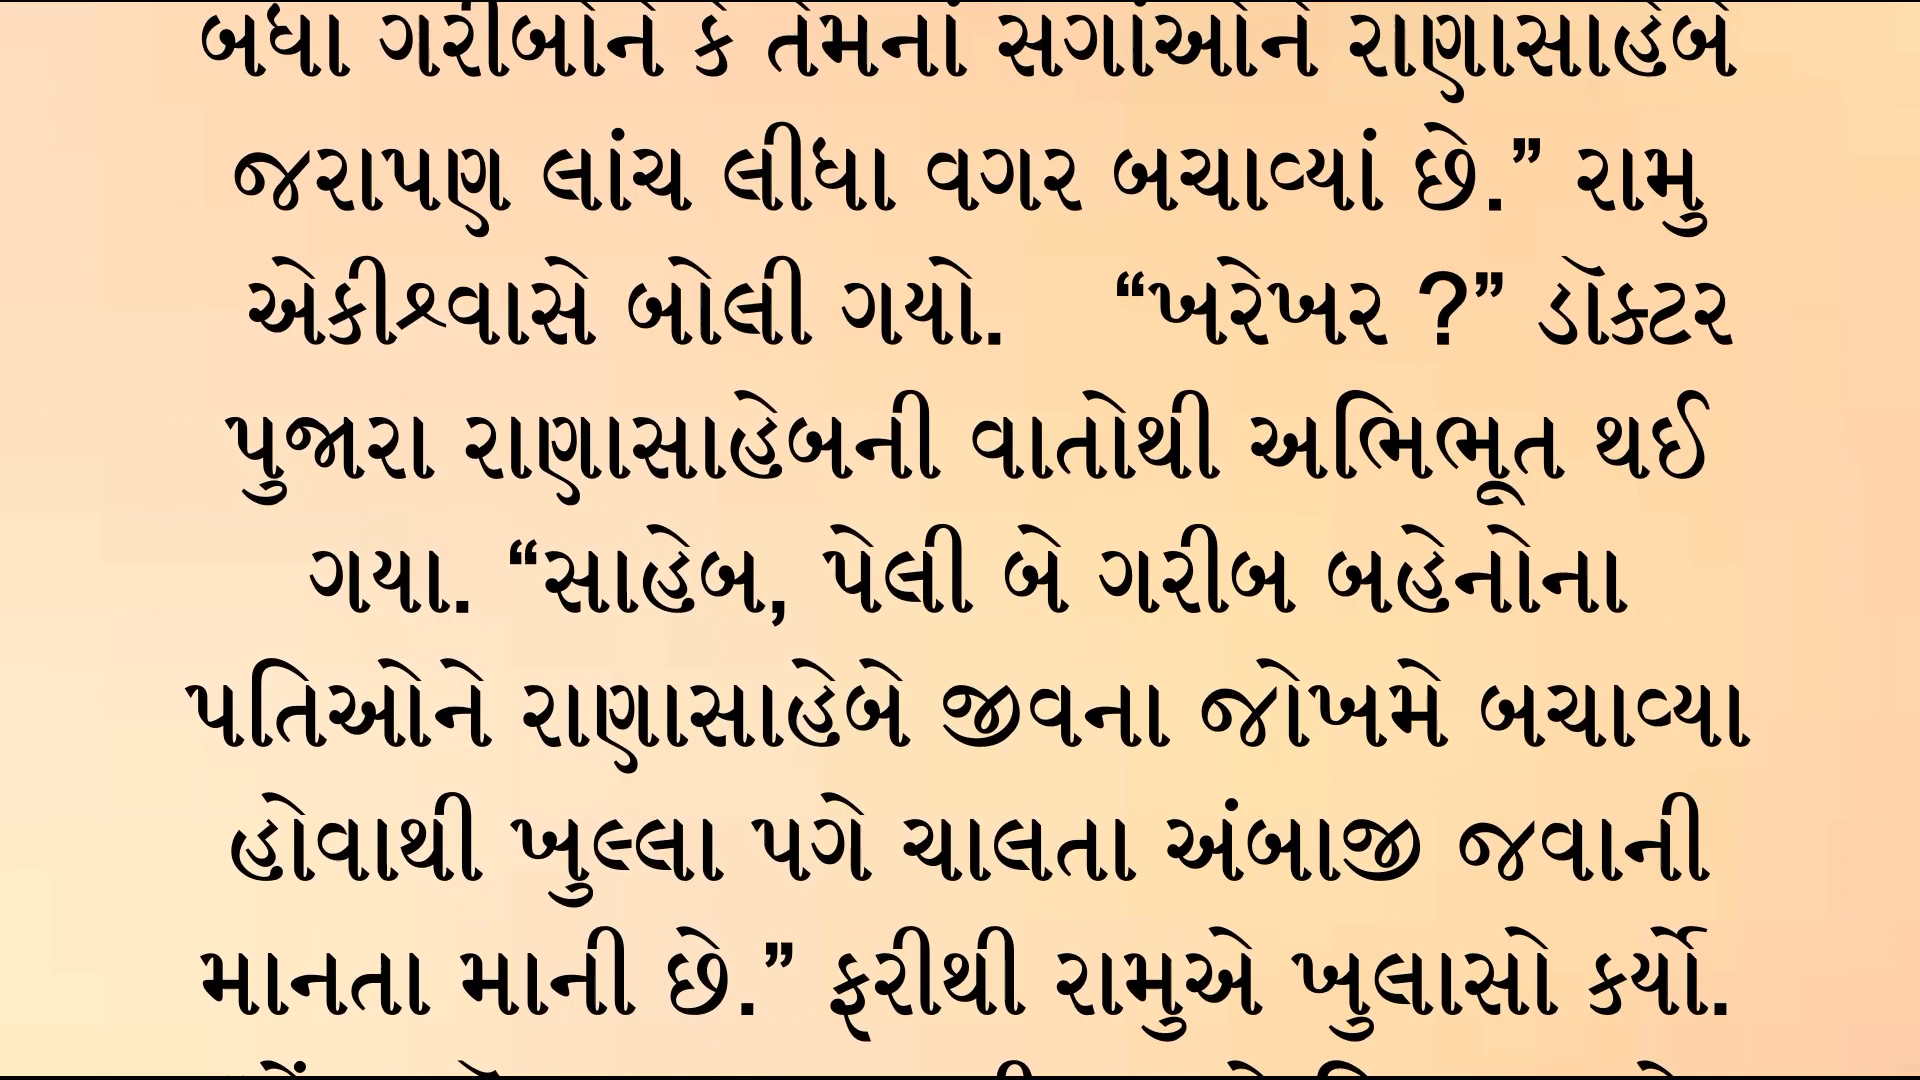 બધા ગરીબોને કે તેમનાં સગાંઓને રાણાસાહેબે
જરાપણ લાંચ લીધા વગર બચાવ્યાં છે.” રામુ
એકીશ્વાસે બોલી ગયો. “ખરેખર ?” ડૉક્ટર
પુજારા રાણાસાહેબની વાતોથી અભિભૂત થઈ
ગયા. “સાહેબ, પેલી બે ગરીબ બહેનોના
પતિઓને રાણાસાહેબે જીવના જોખમે બચાવ્યા
હોવાથી ખુલ્લા પગે ચાલતા અંબાજી જવાની
માનતા માની છે.” ફરીથી રામુએ ખુલાસો કર્યો.